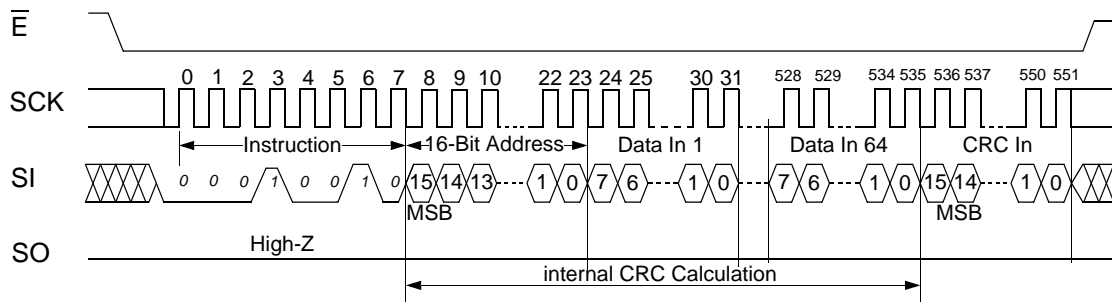 E
0 1 2 3 4 5 6 7 8 9 10 22 23 24 25 30 31 528 529 534 535 536 537 550 551
SCK
Instruction 16-Bit Address Data In 1 Data In 64 CRC In
SI 0 0 0 1 0 0 1 0 15 14 13 1 0 7 6 1 0 7 6 1 0 15 14 1 0
MSB MSB
High-Z
SO
internal CRC Calculation